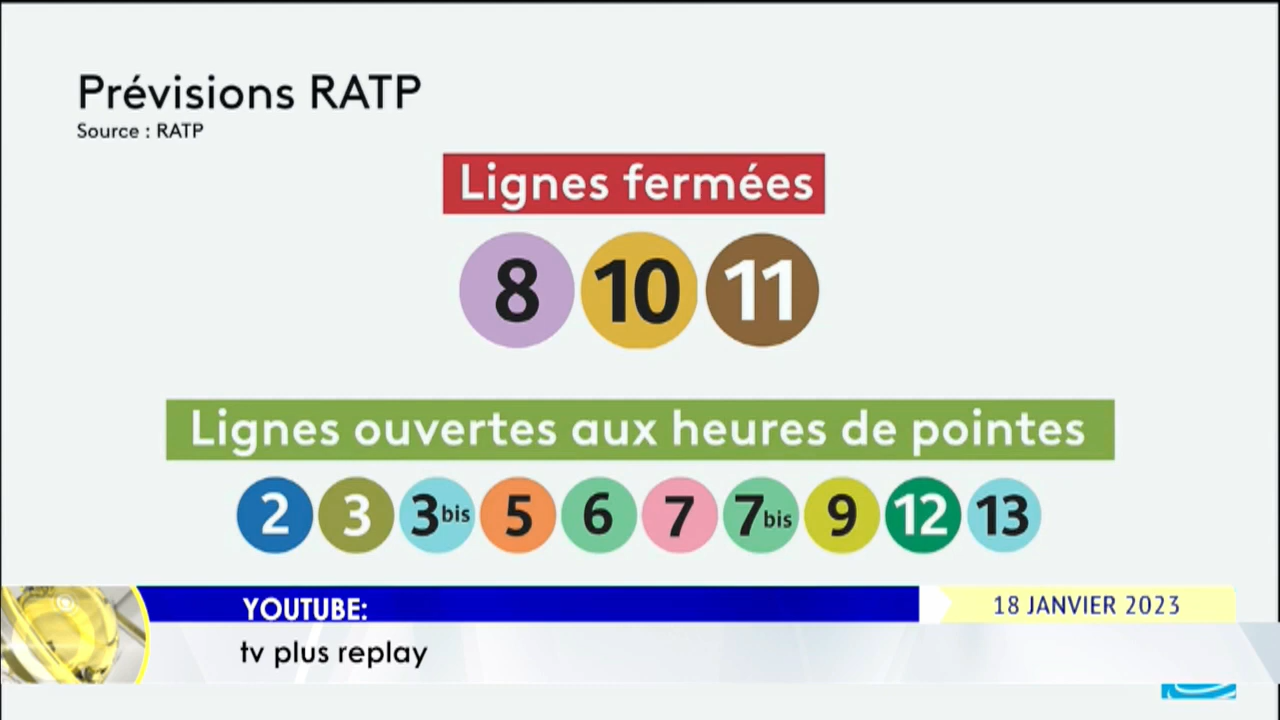 Prévisions RATP
Source : RATP
Lignes fermées
8 10 11
Lignes ouvertes aux heures de pointes
2 3 3bis 5 6 7 7bis 9 12 13
YOUTUBE:
18 JANVIER 2023
tv plus replay